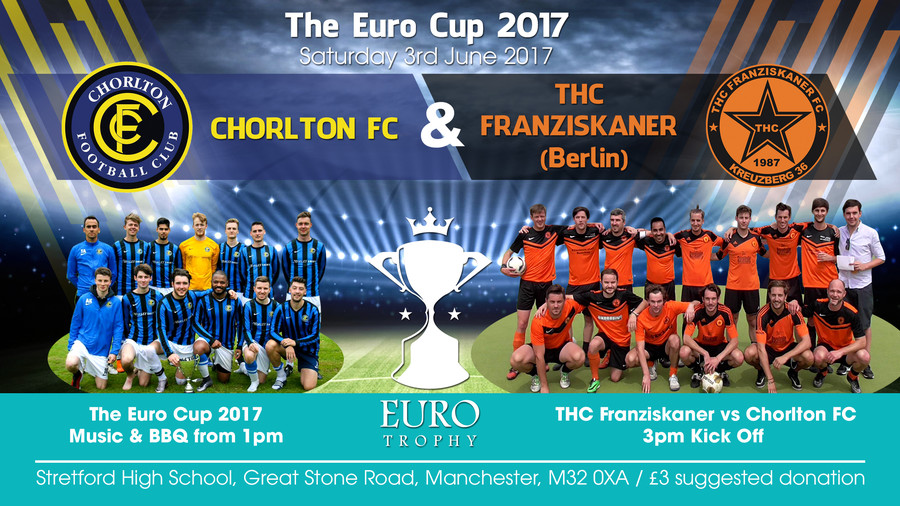 The Euro Cup 2017
Saturday 3rd June 2017
CHORLTON
FOOTBALL CLUB
CFC
CHORLTON FC
&
THC
FRANZISKANER
(Berlin)
THC FRANZISKANER FC
THC
1987
KREUZBERG 36
EURO
TROPHY
The Euro Cup 2017
Music & BBQ from 1pm
THC Franziskaner vs Chorlton FC
3pm Kick Off
Stretford High School, Great Stone Road, Manchester, M32 0XA / £3 suggested donation